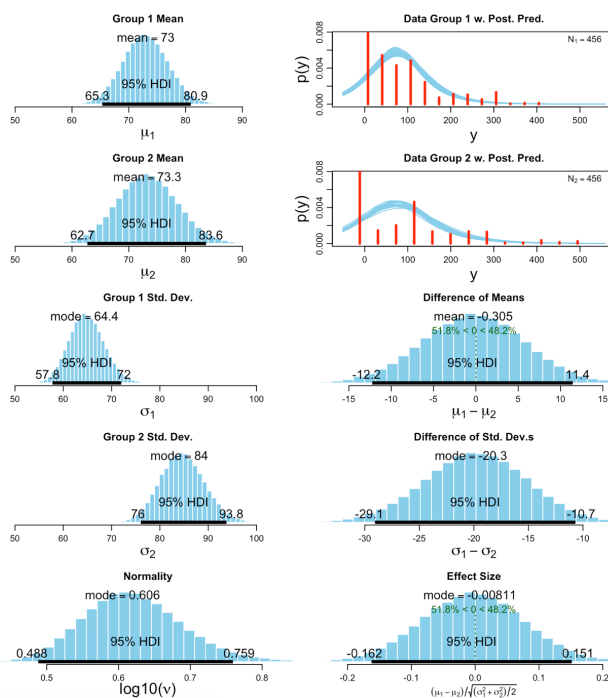 Group 1 Mean
mean = 73
95% HDI
65.3 80.9
50 60 70 80 90
μ1
Data Group 1 w. Post. Pred.
N1 = 456
p(y)
0.000 0.004 0.008
0 100 200 300 400 500
y
Group 2 Mean
mean = 73.3
95% HDI
62.7 83.6
50 60 70 80 90
μ2
Data Group 2 w. Post. Pred.
N2 = 456
p(y)
0.000 0.004 0.008
0 100 200 300 400 500
y
Group 1 Std. Dev.
mode = 64.4
95% HDI
57.8 72
50 60 70 80 90 100
σ1
Difference of Means
mean = -0.305
51.8% < 0 < 48.2%
95% HDI
-12.2 11.4
-15 -10 -5 0 5 10 15
μ1 − μ2
Group 2 Std. Dev.
mode = 84
95% HDI
76 93.8
50 60 70 80 90 100
σ2
Difference of Std. Dev.s
mode = -20.3
95% HDI
-29.1 -10.7
-30 -25 -20 -15 -10
σ1 − σ2
Normality
mode = 0.606
95% HDI
0.488 0.759
0.5 0.6 0.7 0.8
log10(ν)
Effect Size
mode = -0.00811
51.8% < 0 < 48.2%
95% HDI
-0.162 0.151
-0.2 -0.1 0.0 0.1 0.2
(μ1 − μ2)/√(σ1² + σ2²)/2